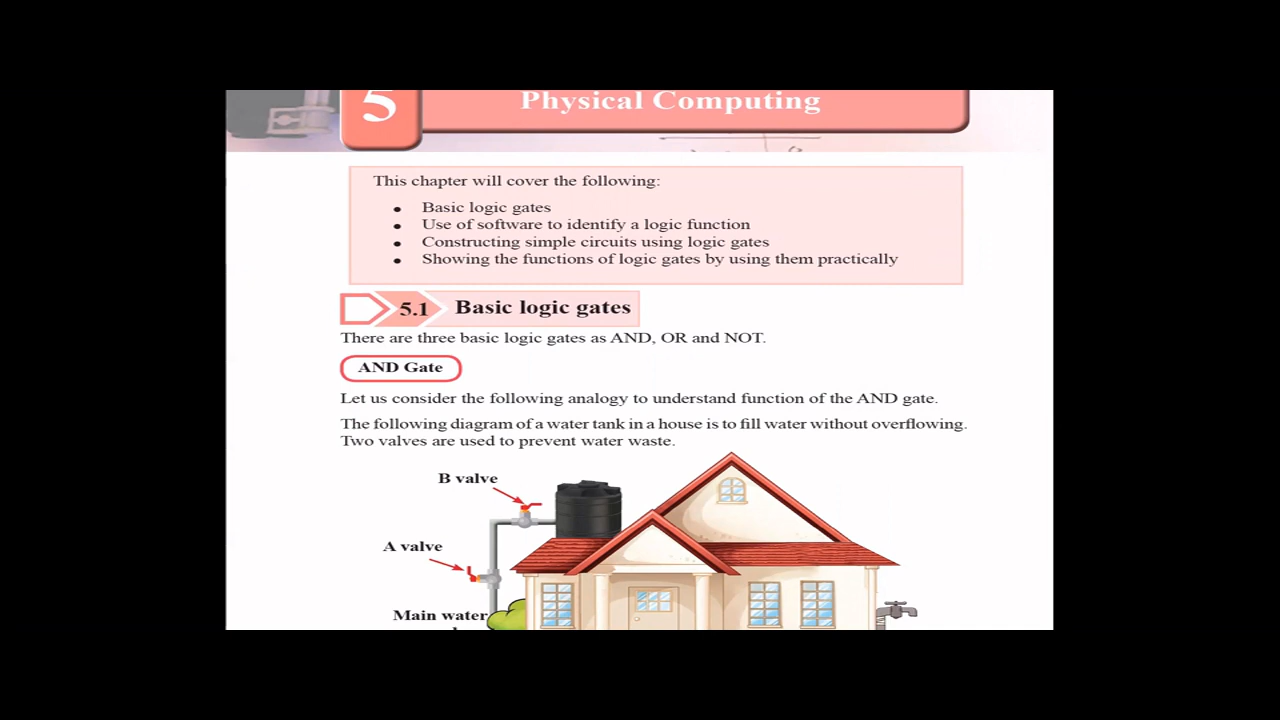 5
Physical Computing
This chapter will cover the following:
• Basic logic gates
• Use of software to identify a logic function
• Constructing simple circuits using logic gates
• Showing the functions of logic gates by using them practically
5.1 Basic logic gates
There are three basic logic gates as AND, OR and NOT.
AND Gate
Let us consider the following analogy to understand function of the AND gate.
The following diagram of a water tank in a house is to fill water without overflowing.
Two valves are used to prevent water waste.
B valve
A valve
Main water